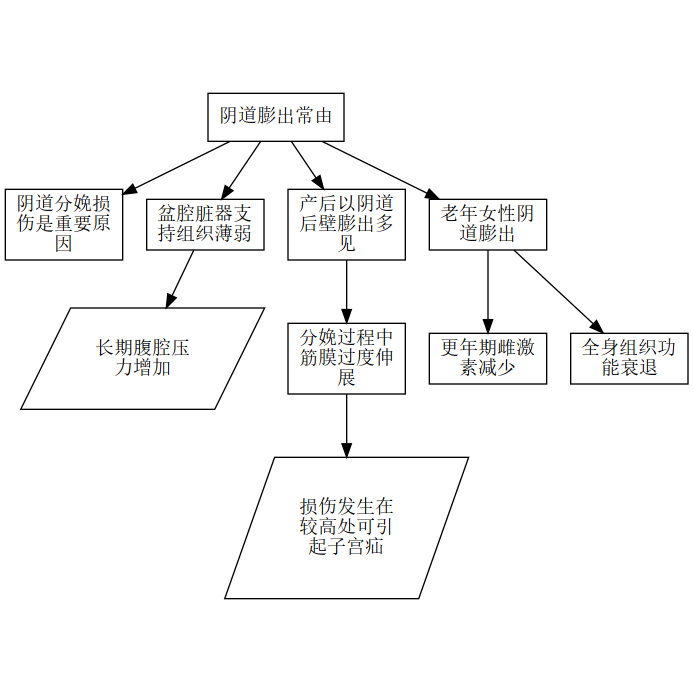 阴道膨出常由
阴道分娩损
伤是重要原
因
盆腔脏器支
持组织薄弱
产后以阴道
后壁膨出多
见
老年女性阴
道膨出
长期腹腔压
力增加
分娩过程中
筋膜过度伸
展
更年期雌激
素减少
全身组织功
能衰退
损伤发生在
较高处可引
起子宫疝